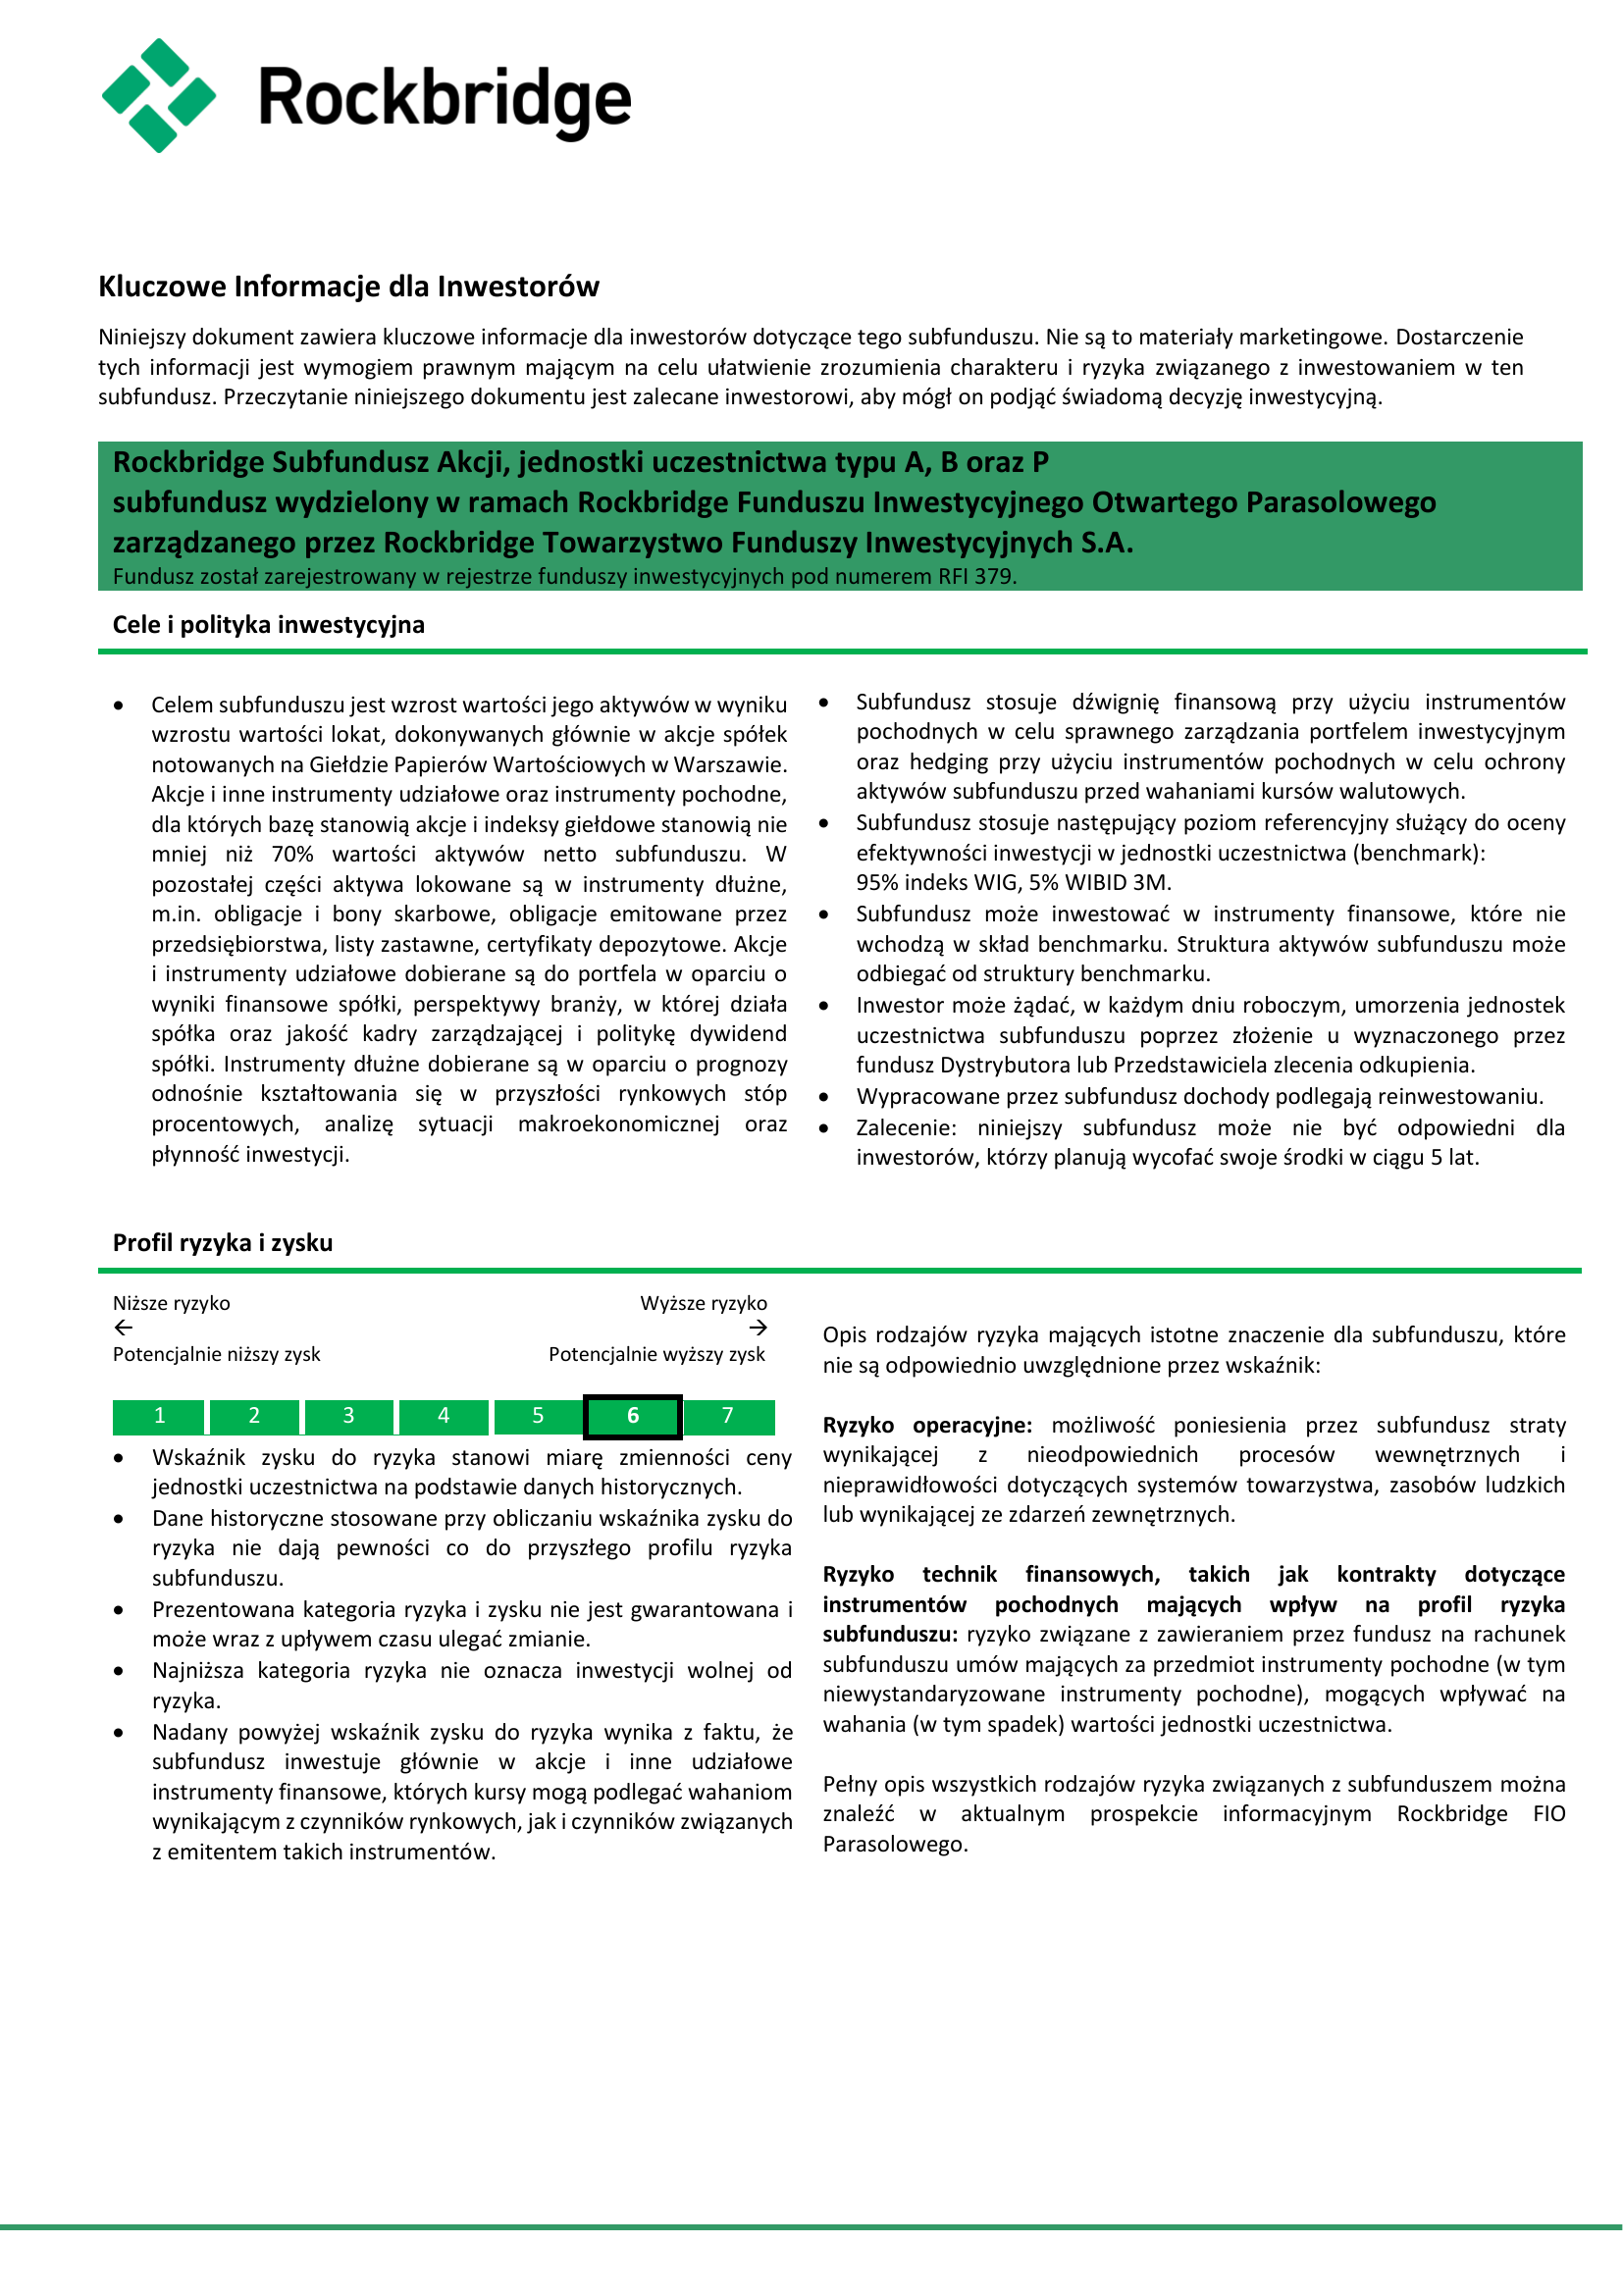 Rockbridge
Kluczowe Informacje dla Inwestorów
Niniejszy dokument zawiera kluczowe informacje dla inwestorów dotyczące tego subfunduszu. Nie są to materiały marketingowe. Dostarczenie
tych informacji jest wymogiem prawnym mającym na celu ułatwienie zrozumienia charakteru i ryzyka związanego z inwestowaniem w ten
subfundusz. Przeczytanie niniejszego dokumentu jest zalecane inwestorowi, aby mógł on podjąć świadomą decyzję inwestycyjną.
Rockbridge Subfundusz Akcji, jednostki uczestnictwa typu A, B oraz P
subfundusz wydzielony w ramach Rockbridge Funduszu Inwestycyjnego Otwartego Parasolowego
zarządzanego przez Rockbridge Towarzystwo Funduszy Inwestycyjnych S.A.
Fundusz został zarejestrowany w rejestrze funduszy inwestycyjnych pod numerem RFI 379.
Cele i polityka inwestycyjna
• Celem subfunduszu jest wzrost wartości jego aktywów w wyniku
wzrostu wartości lokat, dokonywanych głównie w akcje spółek
notowanych na Giełdzie Papierów Wartościowych w Warszawie.
Akcje i inne instrumenty udziałowe oraz instrumenty pochodne,
dla których bazę stanowią akcje i indeksy giełdowe stanowią nie
mniej niż 70% wartości aktywów netto subfunduszu. W
pozostałej części aktywa lokowane są w instrumenty dłużne,
m.in. obligacje i bony skarbowe, obligacje emitowane przez
przedsiębiorstwa, listy zastawne, certyfikaty depozytowe. Akcje
i instrumenty udziałowe dobierane są do portfela w oparciu o
wyniki finansowe spółki, perspektywy branży, w której działa
spółka oraz jakość kadry zarządzającej i politykę dywidend
spółki. Instrumenty dłużne dobierane są w oparciu o prognozy
odnośnie kształtowania się w przyszłości rynkowych stóp
procentowych, analizę sytuacji makroekonomicznej oraz
płynność inwestycji.
• Subfundusz stosuje dźwignię finansową przy użyciu instrumentów
pochodnych w celu sprawnego zarządzania portfelem inwestycyjnym
oraz hedging przy użyciu instrumentów pochodnych w celu ochrony
aktywów subfunduszu przed wahaniami kursów walutowych.
• Subfundusz stosuje następujący poziom referencyjny służący do oceny
efektywności inwestycji w jednostki uczestnictwa (benchmark):
95% indeks WIG, 5% WIBID 3M.
• Subfundusz może inwestować w instrumenty finansowe, które nie
wchodzą w skład benchmarku. Struktura aktywów subfunduszu może
odbiegać od struktury benchmarku.
• Inwestor może żądać, w każdym dniu roboczym, umorzenia jednostek
uczestnictwa subfunduszu poprzez złożenie u wyznaczonego przez
fundusz Dystrybutora lub Przedstawiciela zlecenia odkupienia.
• Wypracowane przez subfundusz dochody podlegają reinwestowaniu.
• Zalecenie: niniejszy subfundusz może nie być odpowiedni dla
inwestorów, którzy planują wycofać swoje środki w ciągu 5 lat.
Profil ryzyka i zysku
Niższe ryzyko Wyższe ryzyko
← →
Potencjalnie niższy zysk Potencjalnie wyższy zysk
1 2 3 4 5 6 7
• Wskaźnik zysku do ryzyka stanowi miarę zmienności ceny
jednostki uczestnictwa na podstawie danych historycznych.
• Dane historyczne stosowane przy obliczaniu wskaźnika zysku do
ryzyka nie dają pewności co do przyszłego profilu ryzyka
subfunduszu.
• Prezentowana kategoria ryzyka i zysku nie jest gwarantowana i
może wraz z upływem czasu ulegać zmianie.
• Najniższa kategoria ryzyka nie oznacza inwestycji wolnej od
ryzyka.
• Nadany powyżej wskaźnik zysku do ryzyka wynika z faktu, że
subfundusz inwestuje głównie w akcje i inne udziałowe
instrumenty finansowe, których kursy mogą podlegać wahaniom
wynikającym z czynników rynkowych, jak i czynników związanych
z emitentem takich instrumentów.
Opis rodzajów ryzyka mających istotne znaczenie dla subfunduszu, które
nie są odpowiednio uwzględnione przez wskaźnik:
Ryzyko operacyjne: możliwość poniesienia przez subfundusz straty
wynikającej z nieodpowiednich procesów wewnętrznych i
nieprawidłowości dotyczących systemów towarzystwa, zasobów ludzkich
lub wynikającej ze zdarzeń zewnętrznych.
Ryzyko technik finansowych, takich jak kontrakty dotyczące
instrumentów pochodnych mających wpływ na profil ryzyka
subfunduszu: ryzyko związane z zawieraniem przez fundusz na rachunek
subfunduszu umów mających za przedmiot instrumenty pochodne (w tym
niewystandaryzowane instrumenty pochodne), mogących wpływać na
wahania (w tym spadek) wartości jednostki uczestnictwa.
Pełny opis wszystkich rodzajów ryzyka związanych z subfunduszem można
znaleźć w aktualnym prospekcie informacyjnym Rockbridge FIO
Parasolowego.